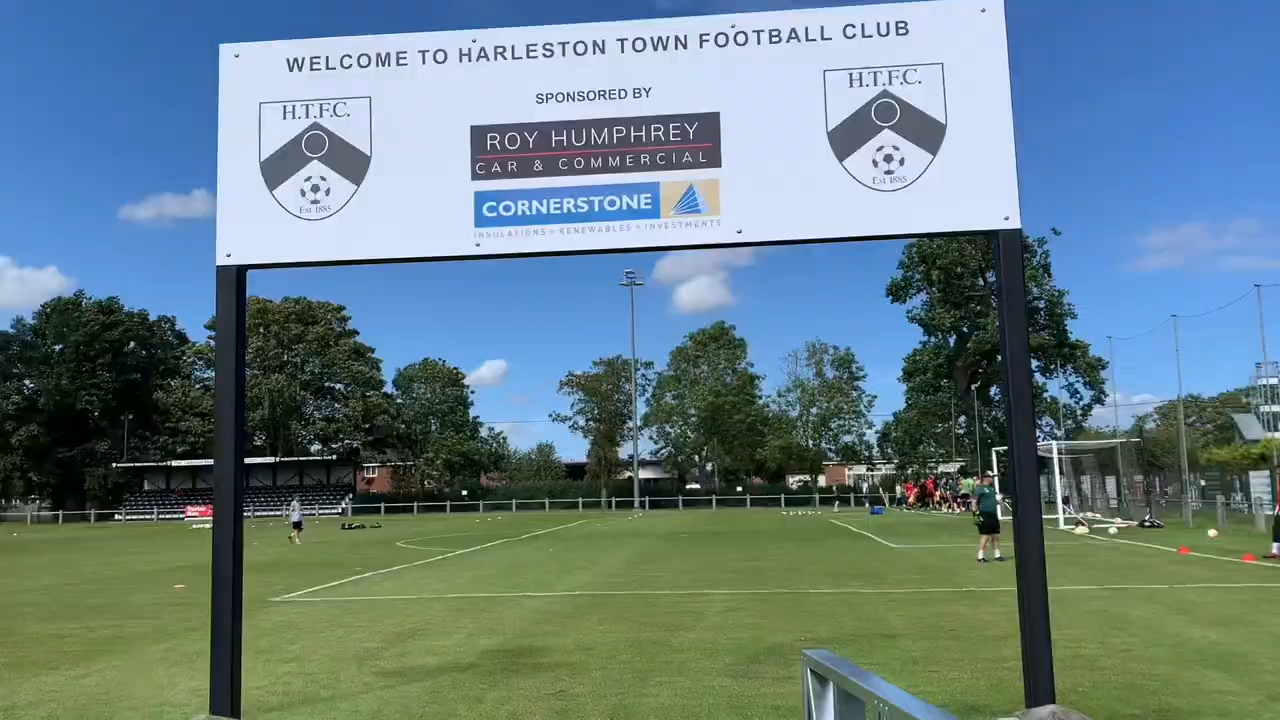 WELCOME TO HARLESTON TOWN FOOTBALL CLUB
H.T.F.C.
Est 1885
SPONSORED BY
ROY HUMPHREY
CAR & COMMERCIAL
CORNERSTONE
INSULATIONS • RENEWABLES • INVESTMENTS
H.T.F.C.
Est 1885